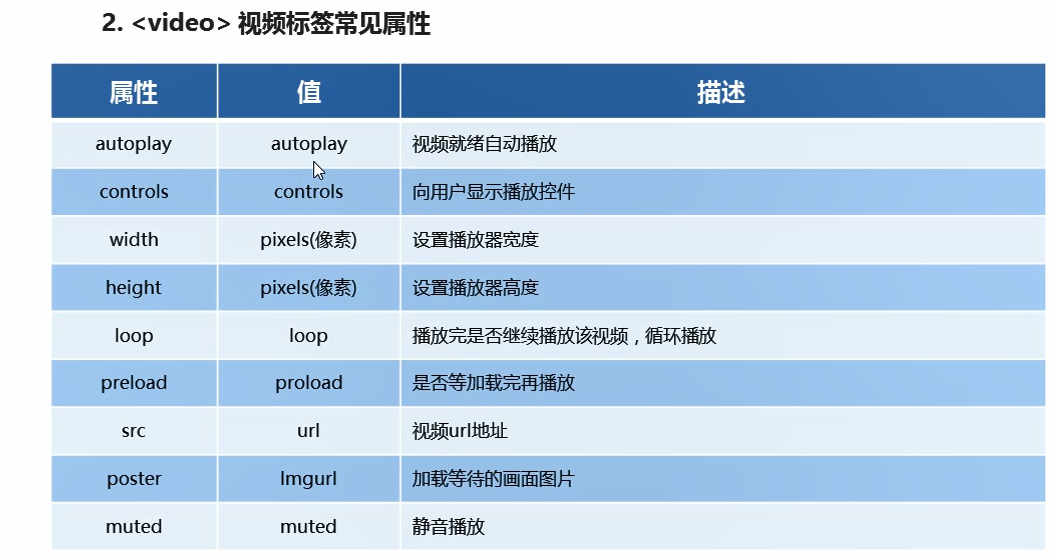 2. <video> 视频标签常见属性
属性 值 描述
autoplay autoplay 视频就绪自动播放
controls controls 向用户显示播放控件
width pixels(像素) 设置播放器宽度
height pixels(像素) 设置播放器高度
loop loop 播放完是否继续播放该视频，循环播放
preload proload 是否等加载完再播放
src url 视频url地址
poster Imgurl 加载等待的画面图片
muted muted 静音播放